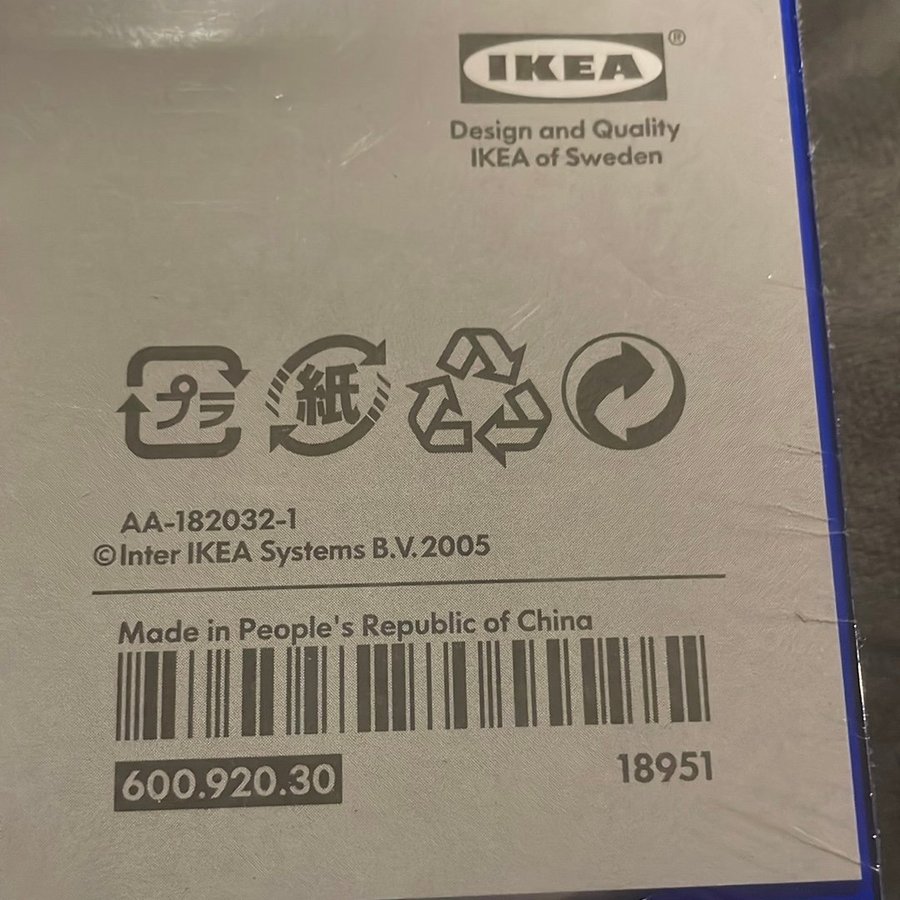 IKEA®
Design and Quality
IKEA of Sweden
プラ 紙
AA-182032-1
©Inter IKEA Systems B.V. 2005
Made in People's Republic of China
600.920.30 18951